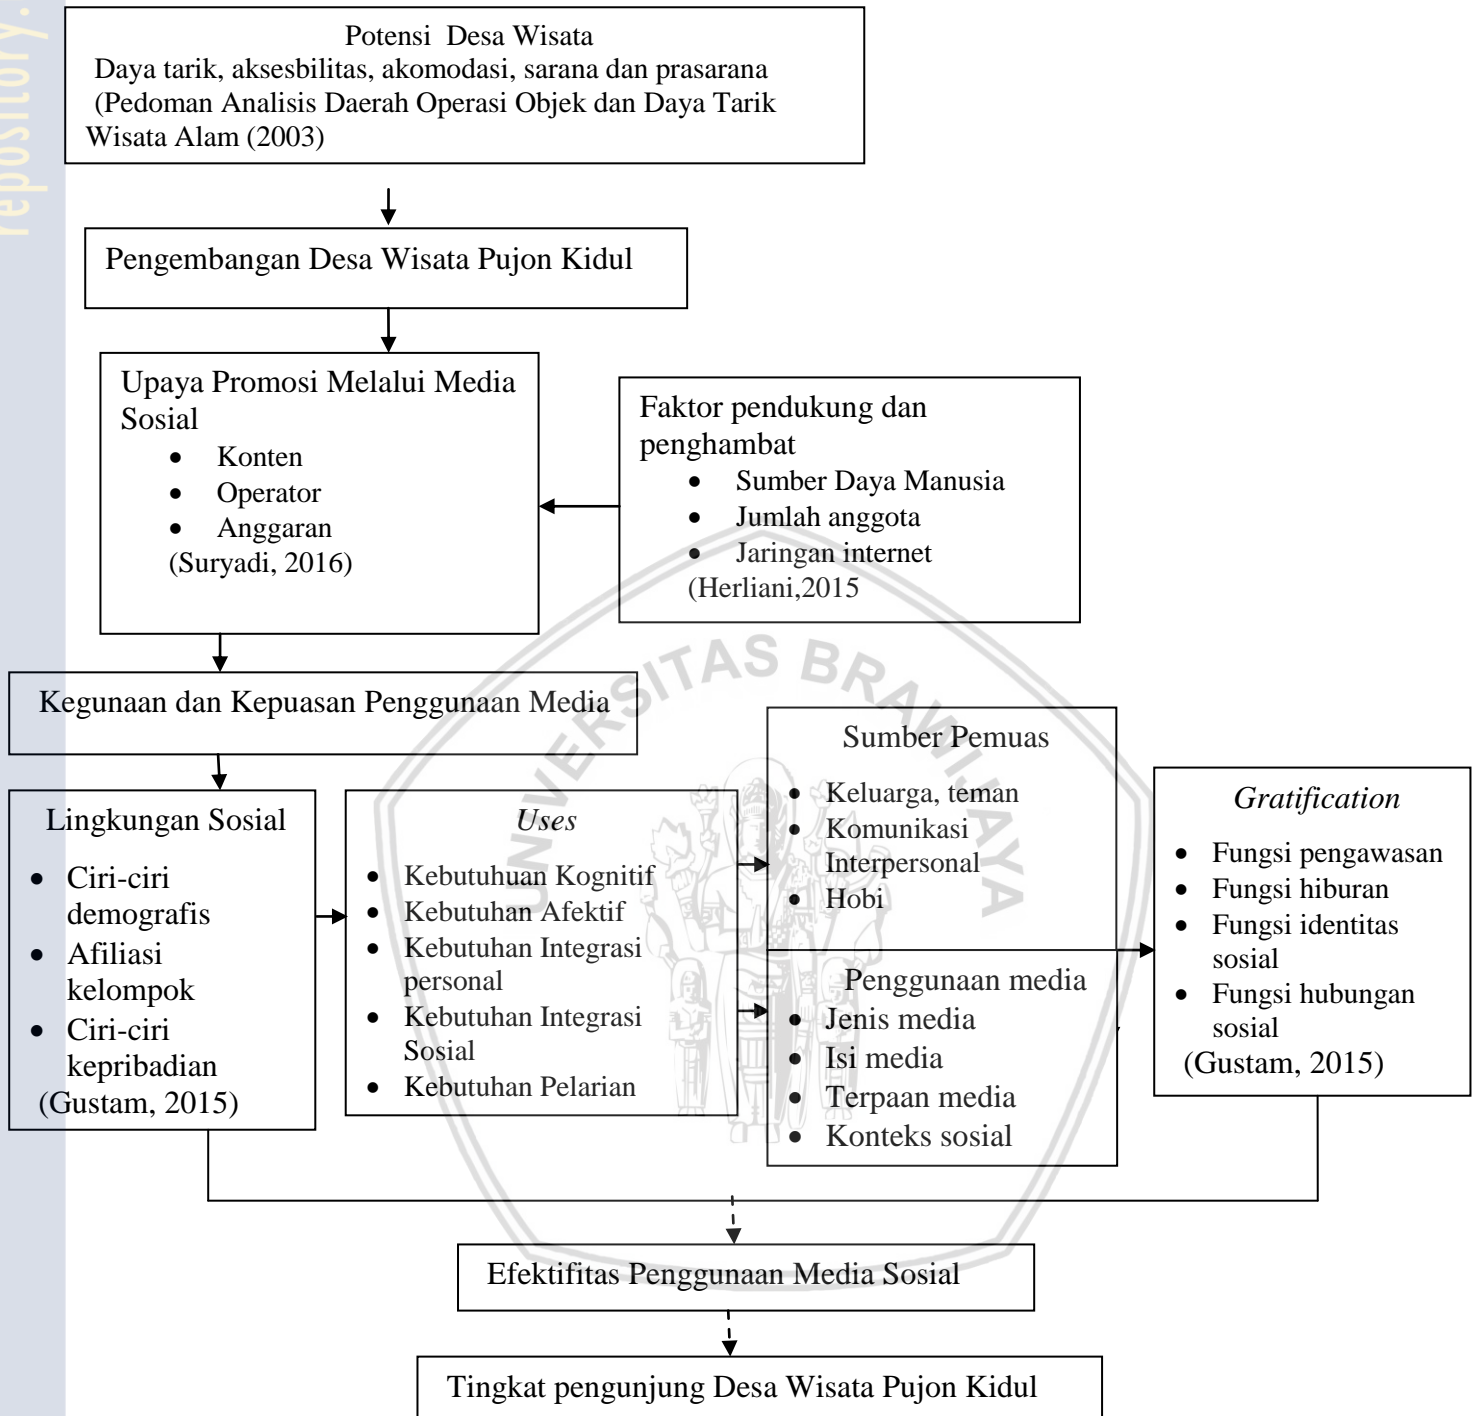 repository.
Potensi Desa Wisata
Daya tarik, aksesbilitas, akomodasi, sarana dan prasarana
(Pedoman Analisis Daerah Operasi Objek dan Daya Tarik
Wisata Alam (2003)
Pengembangan Desa Wisata Pujon Kidul
Upaya Promosi Melalui Media
Sosial
• Konten
• Operator
• Anggaran
(Suryadi, 2016)
Faktor pendukung dan
penghambat
• Sumber Daya Manusia
• Jumlah anggota
• Jaringan internet
(Herliani,2015
UNIVERSITAS BRAWIJAYA
Kegunaan dan Kepuasan Penggunaan Media
Lingkungan Sosial
• Ciri-ciri
demografis
• Afiliasi
kelompok
• Ciri-ciri
kepribadian
(Gustam, 2015)
Uses
• Kebutuhuan Kognitif
• Kebutuhan Afektif
• Kebutuhan Integrasi
personal
• Kebutuhan Integrasi
Sosial
• Kebutuhan Pelarian
Sumber Pemuas
• Keluarga, teman
• Komunikasi
Interpersonal
• Hobi
Penggunaan media
• Jenis media
• Isi media
• Terpaan media
• Konteks sosial
Gratification
• Fungsi pengawasan
• Fungsi hiburan
• Fungsi identitas
sosial
• Fungsi hubungan
sosial
(Gustam, 2015)
Efektifitas Penggunaan Media Sosial
Tingkat pengunjung Desa Wisata Pujon Kidul